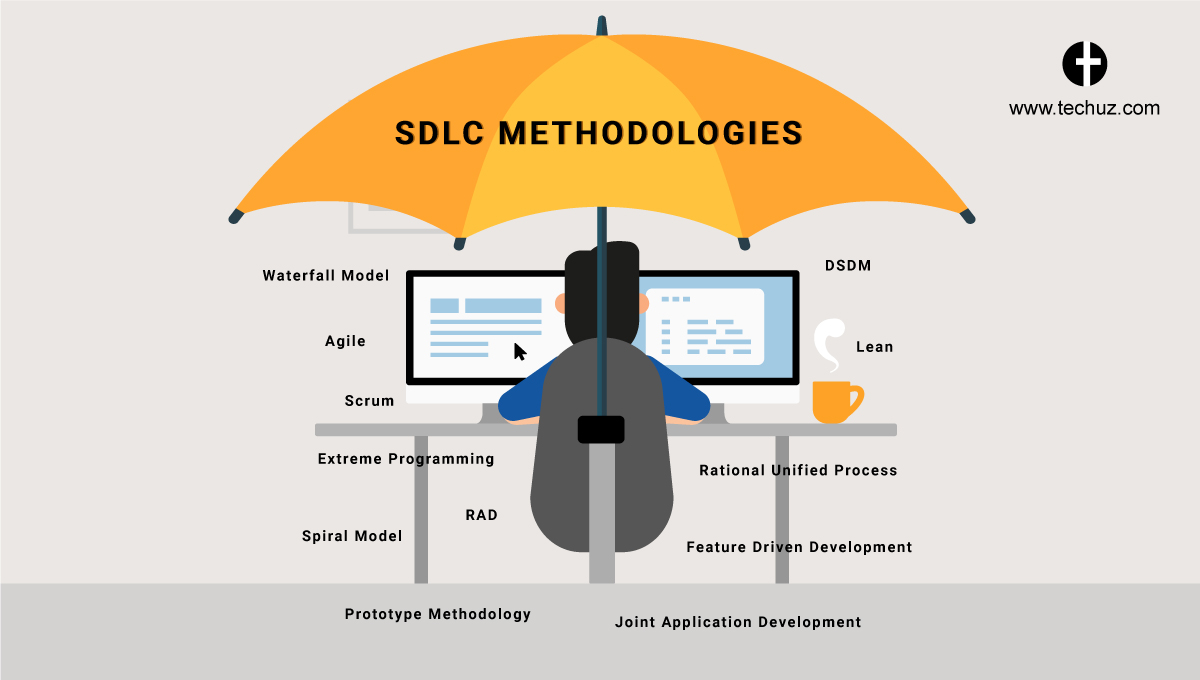 www.techuz.com
SDLC METHODOLOGIES
Waterfall Model
DSDM
Agile
Lean
Scrum
Extreme Programming
Rational Unified Process
RAD
Spiral Model
Feature Driven Development
Prototype Methodology
Joint Application Development